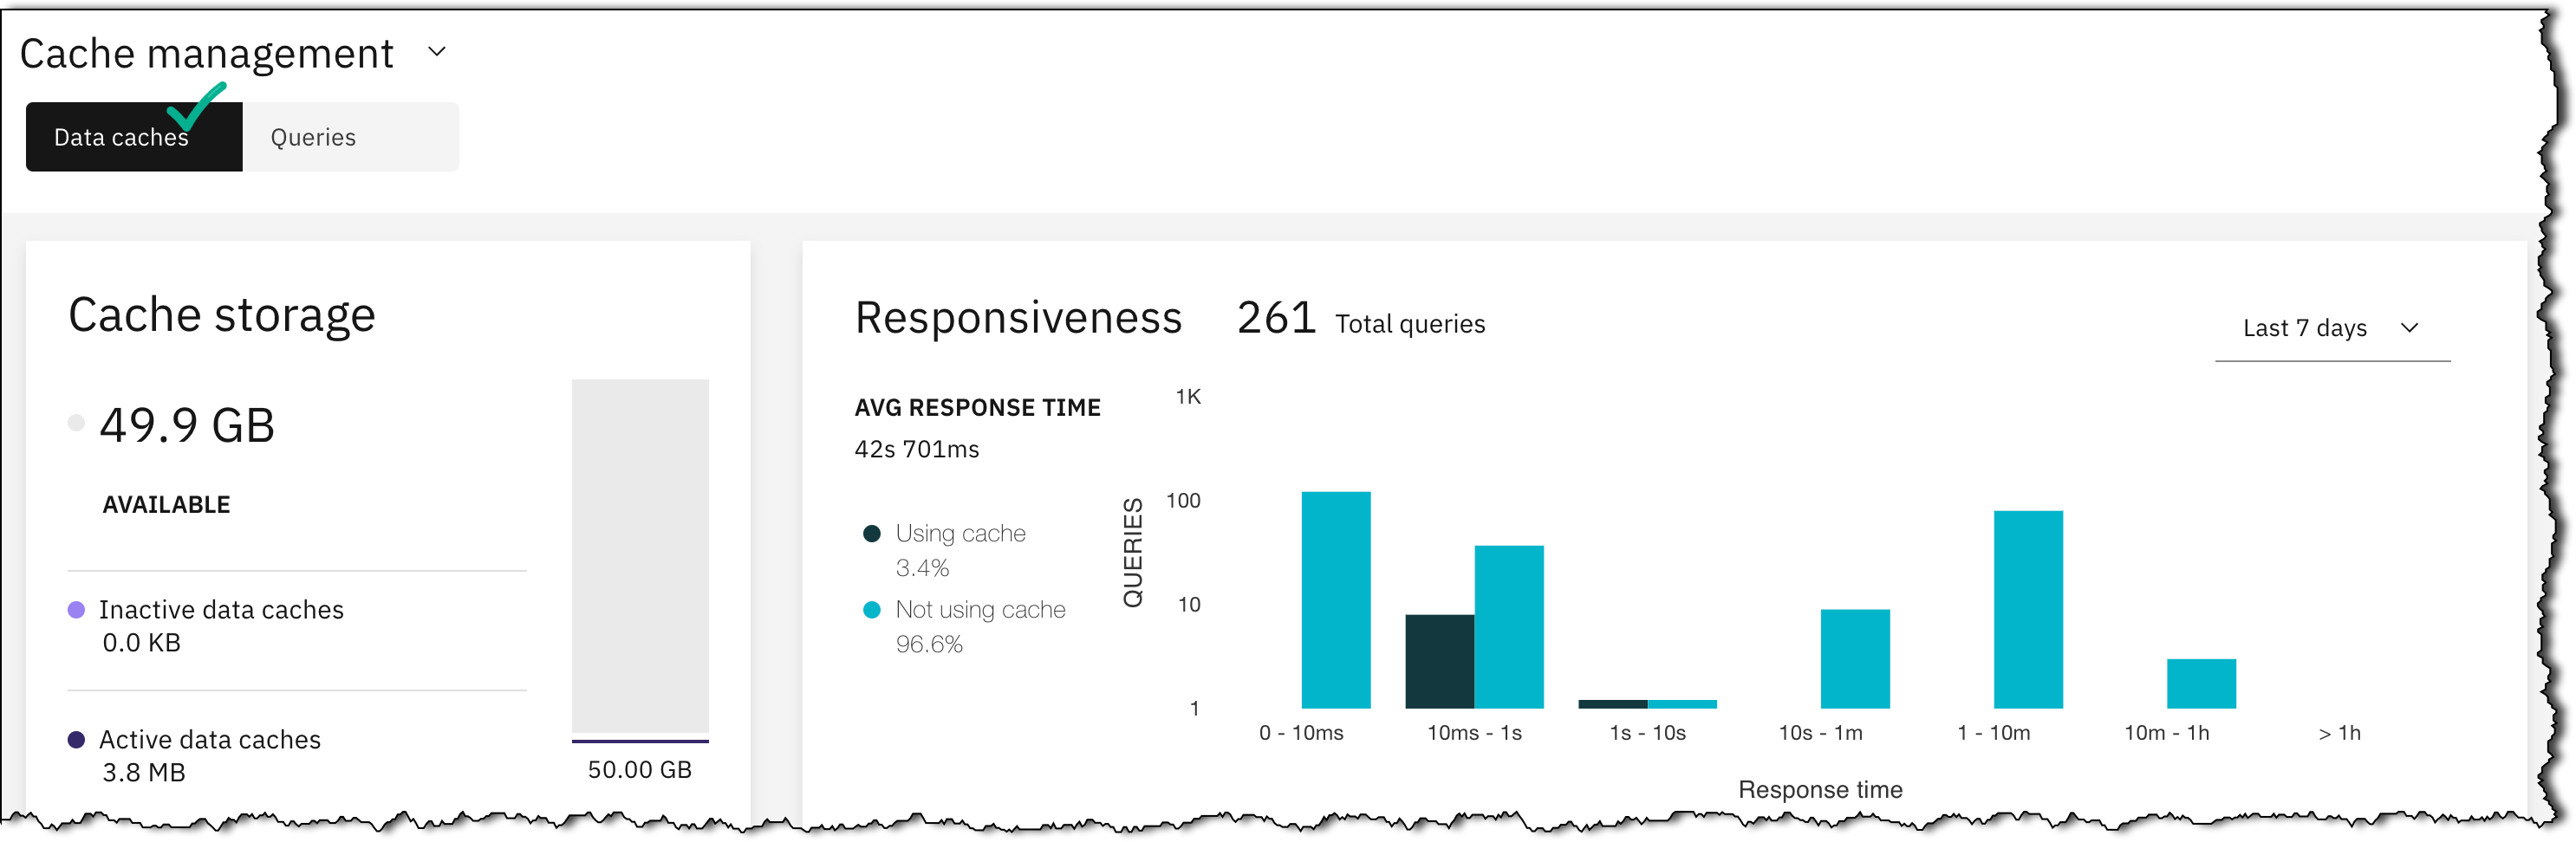 Cache management
Data caches
Queries
Cache storage
49.9 GB
AVAILABLE
Inactive data caches
0.0 KB
Active data caches
3.8 MB
50.00 GB
Responsiveness 261 Total queries
Last 7 days
AVG RESPONSE TIME
42s 701ms
Using cache
3.4%
Not using cache
96.6%
QUERIES
1K
100
10
1
0 - 10ms
10ms - 1s
1s - 10s
10s - 1m
1 - 10m
10m - 1h
> 1h
Response time